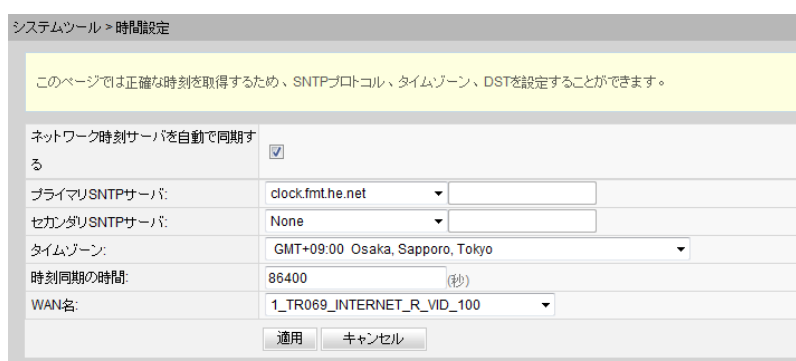 システムツール > 時間設定
このページでは正確な時刻を取得するため、SNTPプロトコル、タイムゾーン、DSTを設定することができます。
ネットワーク時刻サーバを自動で同期す
る
プライマリSNTPサーバ: clock.fmt.he.net
セカンダリSNTPサーバ: None
タイムゾーン: GMT+09:00 Osaka, Sapporo, Tokyo
時刻同期の時間: 86400 (秒)
WAN名: 1_TR069_INTERNET_R_VID_100
適用 キャンセル